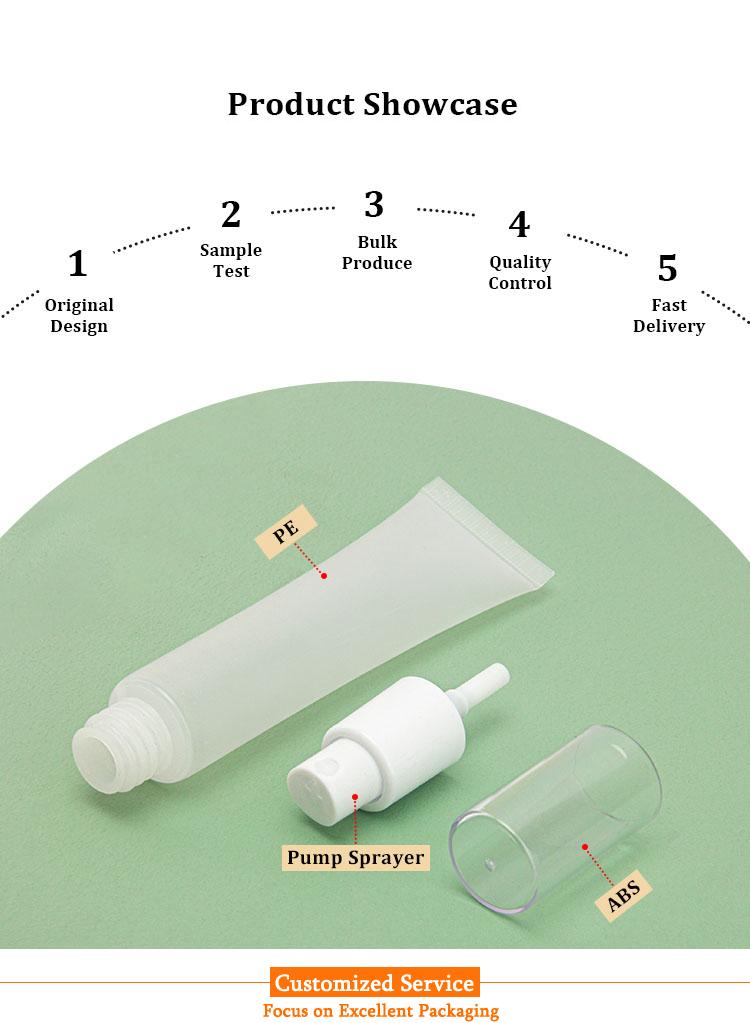 Product Showcase
1
Original
Design
2
Sample
Test
3
Bulk
Produce
4
Quality
Control
5
Fast
Delivery
PE
Pump Sprayer
ABS
Customized Service
Focus on Excellent Packaging